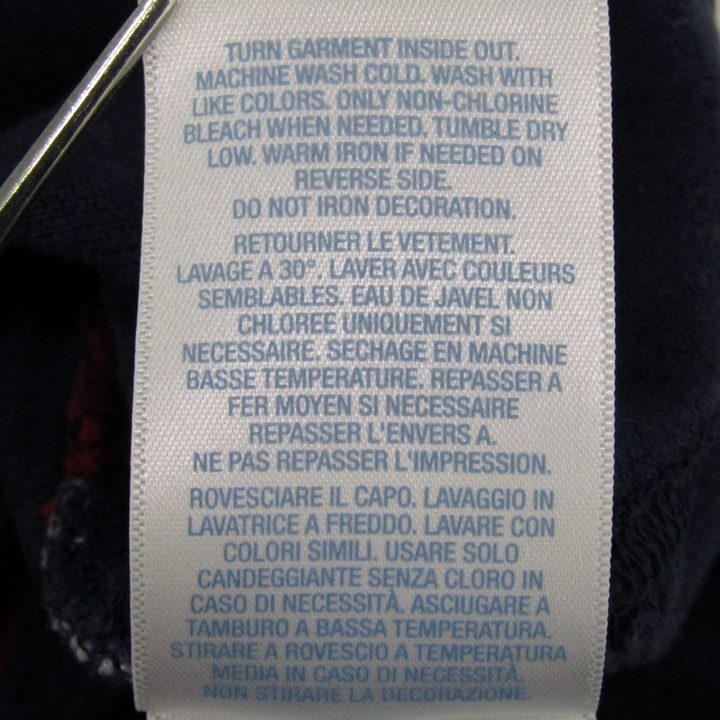 TURN GARMENT INSIDE OUT.
MACHINE WASH COLD. WASH WITH
LIKE COLORS. ONLY NON-CHLORINE
BLEACH WHEN NEEDED. TUMBLE DRY
LOW. WARM IRON IF NEEDED ON
REVERSE SIDE.
DO NOT IRON DECORATION.
RETOURNER LE VETEMENT.
LAVAGE A 30°. LAVER AVEC COULEURS
SEMBLABLES. EAU DE JAVEL NON
CHLOREE UNIQUEMENT SI
NECESSAIRE. SECHAGE EN MACHINE
BASSE TEMPERATURE. REPASSER A
FER MOYEN SI NECESSAIRE
REPASSER L'ENVERS A.
NE PAS REPASSER L'IMPRESSION.
ROVESCIARE IL CAPO. LAVAGGIO IN
LAVATRICE A FREDDO. LAVARE CON
COLORI SIMILI. USARE SOLO
CANDEGGIANTE SENZA CLORO IN
CASO DI NECESSITÀ. ASCIUGARE A
TAMBURO A BASSA TEMPERATURA.
STIRARE A ROVESCIO A TEMPERATURA
MEDIA IN CASO DI NECESSITÀ.
NON STIRARE LA DECORAZIONE.